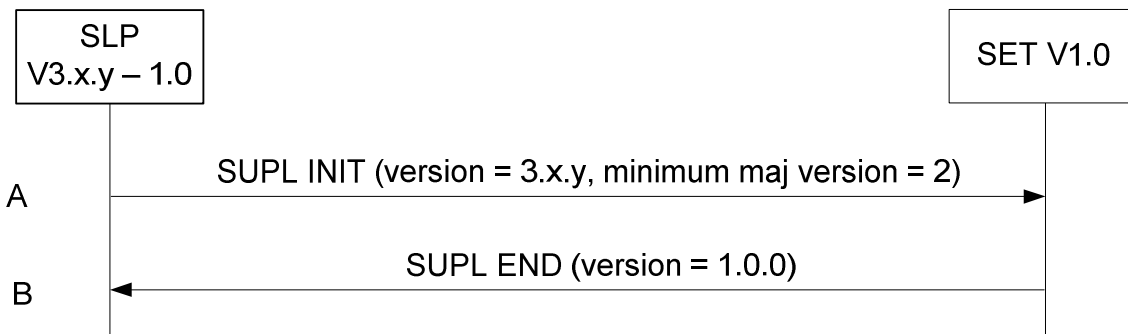 SLP
V3.x.y – 1.0
SET V1.0
SUPL INIT (version = 3.x.y, minimum maj version = 2)
A
SUPL END (version = 1.0.0)
B